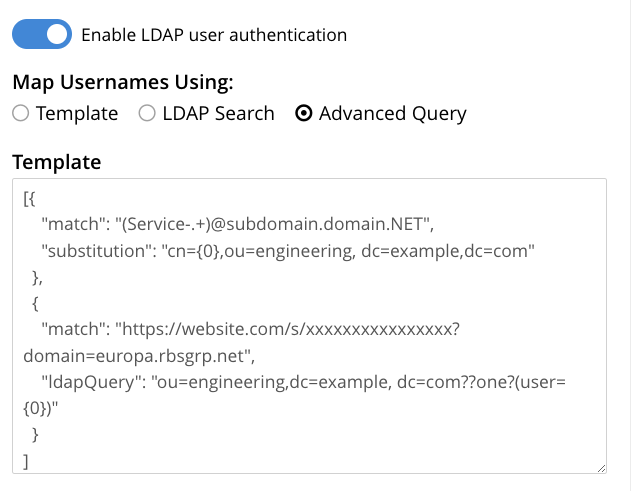 Enable LDAP user authentication
Map Usernames Using:
Template LDAP Search Advanced Query
Template
[{
"match": "(Service-.+)@subdomain.domain.NET",
"substitution": "cn={0},ou=engineering, dc=example,dc=com"
},
{
"match": "https://website.com/s/xxxxxxxxxxxxxxxx?
domain=europa.rbsgrp.net",
"ldapQuery": "ou=engineering,dc=example, dc=com??one?(user=
{0})"
}
]